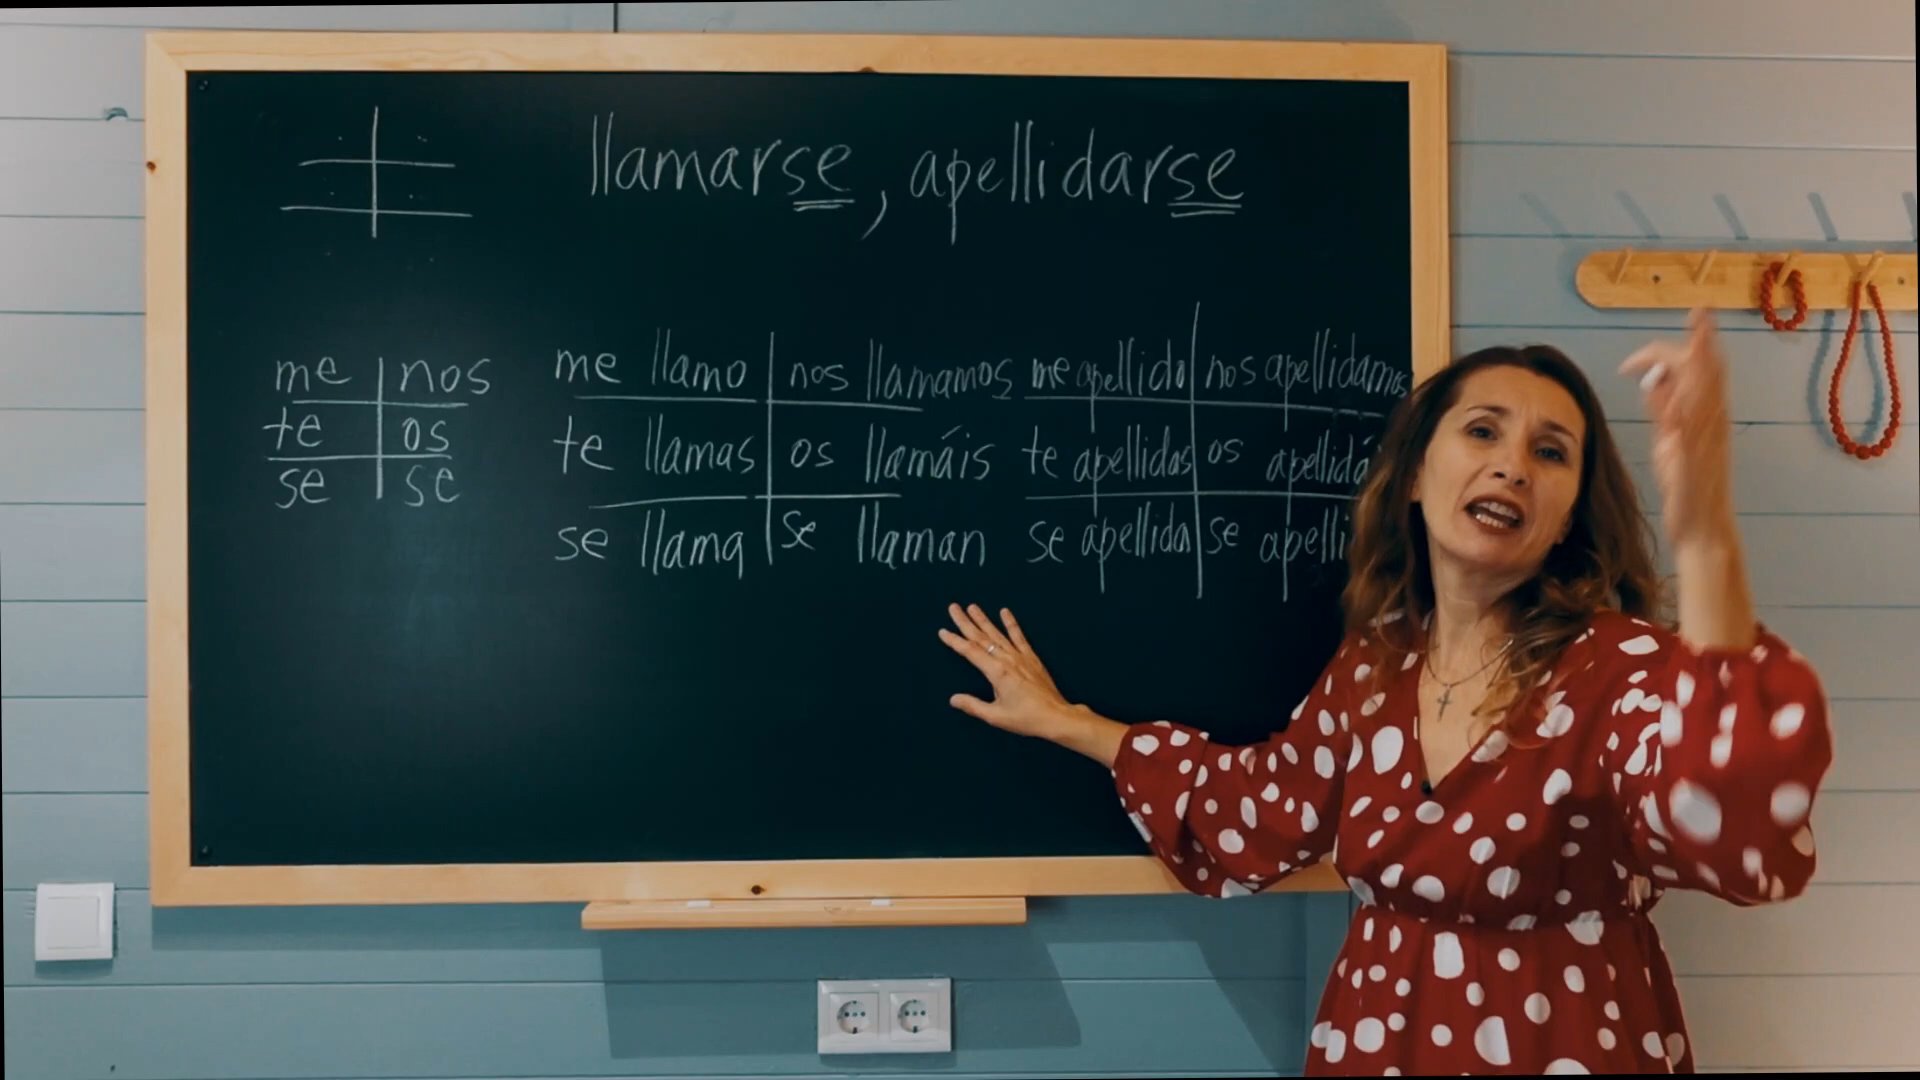 llamarse, apellidarse
me nos me llamo nos llamamos me apellido nos apellidamos
te os te llamas os llamáis te apellidas os
se se se llama se llaman se apellida se